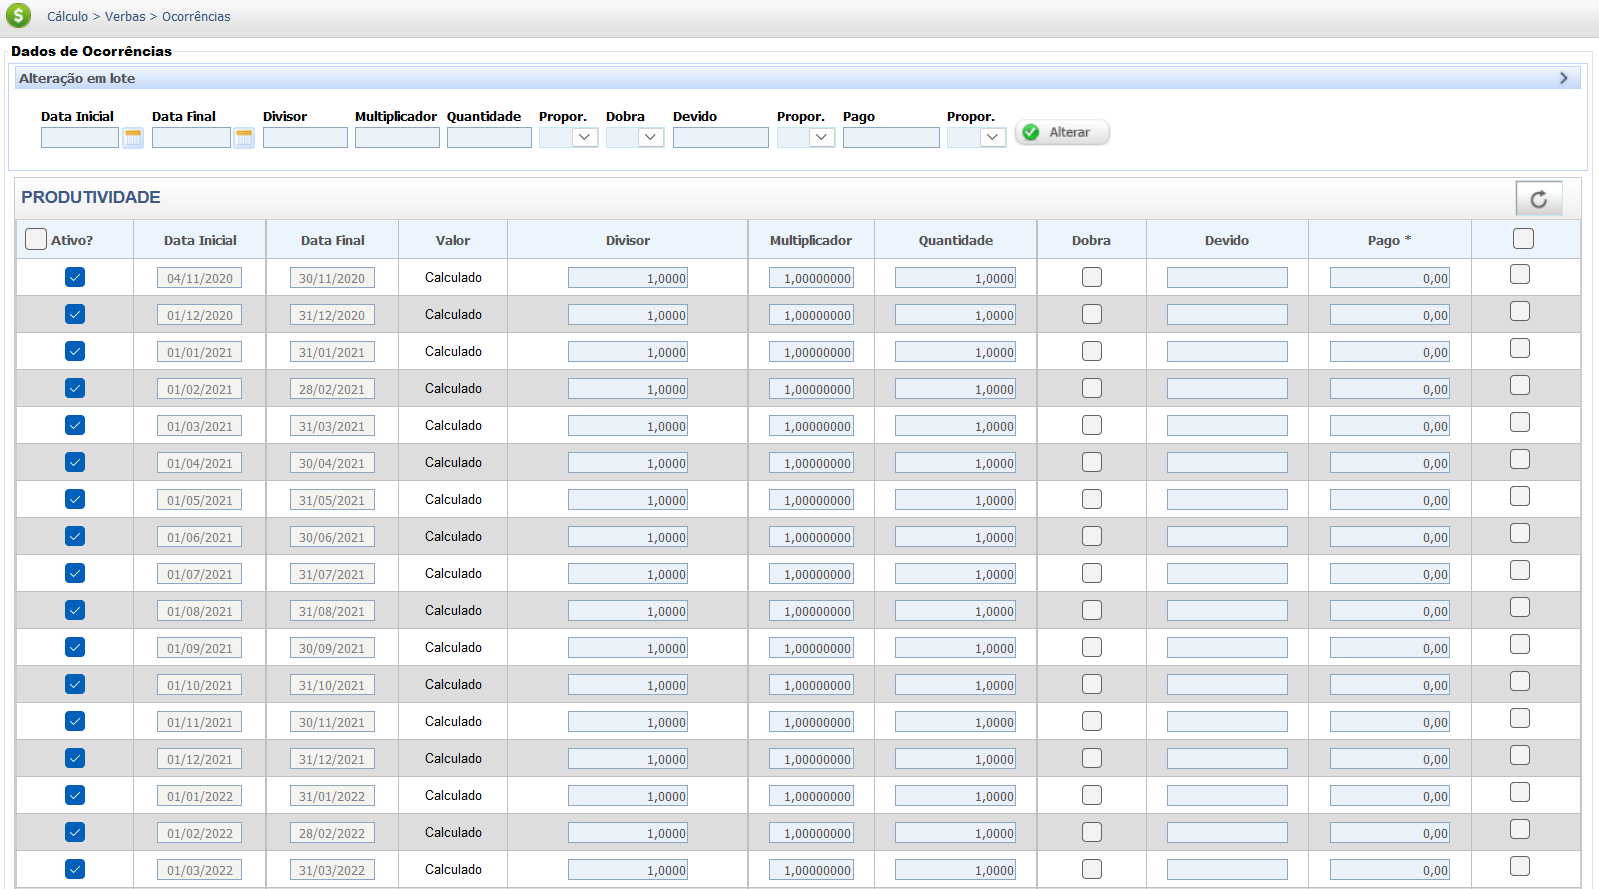 Cálculo > Verbas > Ocorrências
Dados de Ocorrências
Alteração em lote
Data Inicial Data Final Divisor Multiplicador Quantidade Propor. Dobra Devido Propor. Pago Propor.
Alterar
PRODUTIVIDADE
Ativo? Data Inicial Data Final Valor Divisor Multiplicador Quantidade Dobra Devido Pago *
04/11/2020 30/11/2020 Calculado 1,0000 1,00000000 1,0000 0,00
01/12/2020 31/12/2020 Calculado 1,0000 1,00000000 1,0000 0,00
01/01/2021 31/01/2021 Calculado 1,0000 1,00000000 1,0000 0,00
01/02/2021 28/02/2021 Calculado 1,0000 1,00000000 1,0000 0,00
01/03/2021 31/03/2021 Calculado 1,0000 1,00000000 1,0000 0,00
01/04/2021 30/04/2021 Calculado 1,0000 1,00000000 1,0000 0,00
01/05/2021 31/05/2021 Calculado 1,0000 1,00000000 1,0000 0,00
01/06/2021 30/06/2021 Calculado 1,0000 1,00000000 1,0000 0,00
01/07/2021 31/07/2021 Calculado 1,0000 1,00000000 1,0000 0,00
01/08/2021 31/08/2021 Calculado 1,0000 1,00000000 1,0000 0,00
01/09/2021 30/09/2021 Calculado 1,0000 1,00000000 1,0000 0,00
01/10/2021 31/10/2021 Calculado 1,0000 1,00000000 1,0000 0,00
01/11/2021 30/11/2021 Calculado 1,0000 1,00000000 1,0000 0,00
01/12/2021 31/12/2021 Calculado 1,0000 1,00000000 1,0000 0,00
01/01/2022 31/01/2022 Calculado 1,0000 1,00000000 1,0000 0,00
01/02/2022 28/02/2022 Calculado 1,0000 1,00000000 1,0000 0,00
01/03/2022 31/03/2022 Calculado 1,0000 1,00000000 1,0000 0,00